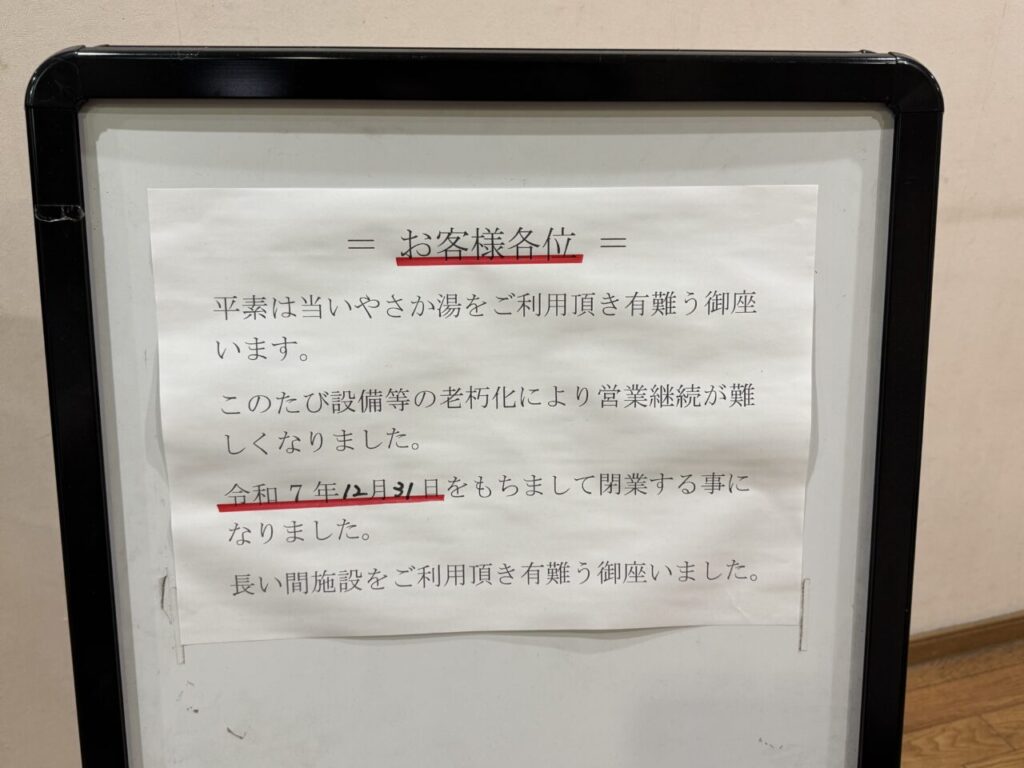 ＝ お客様各位 ＝
平素は当いやさか湯をご利用頂き有難う御座
います。
このたび設備等の老朽化により営業継続が難
しくなりました。
令和７年12月31日をもちまして閉業する事に
なりました。
長い間施設をご利用頂き有難う御座いました。